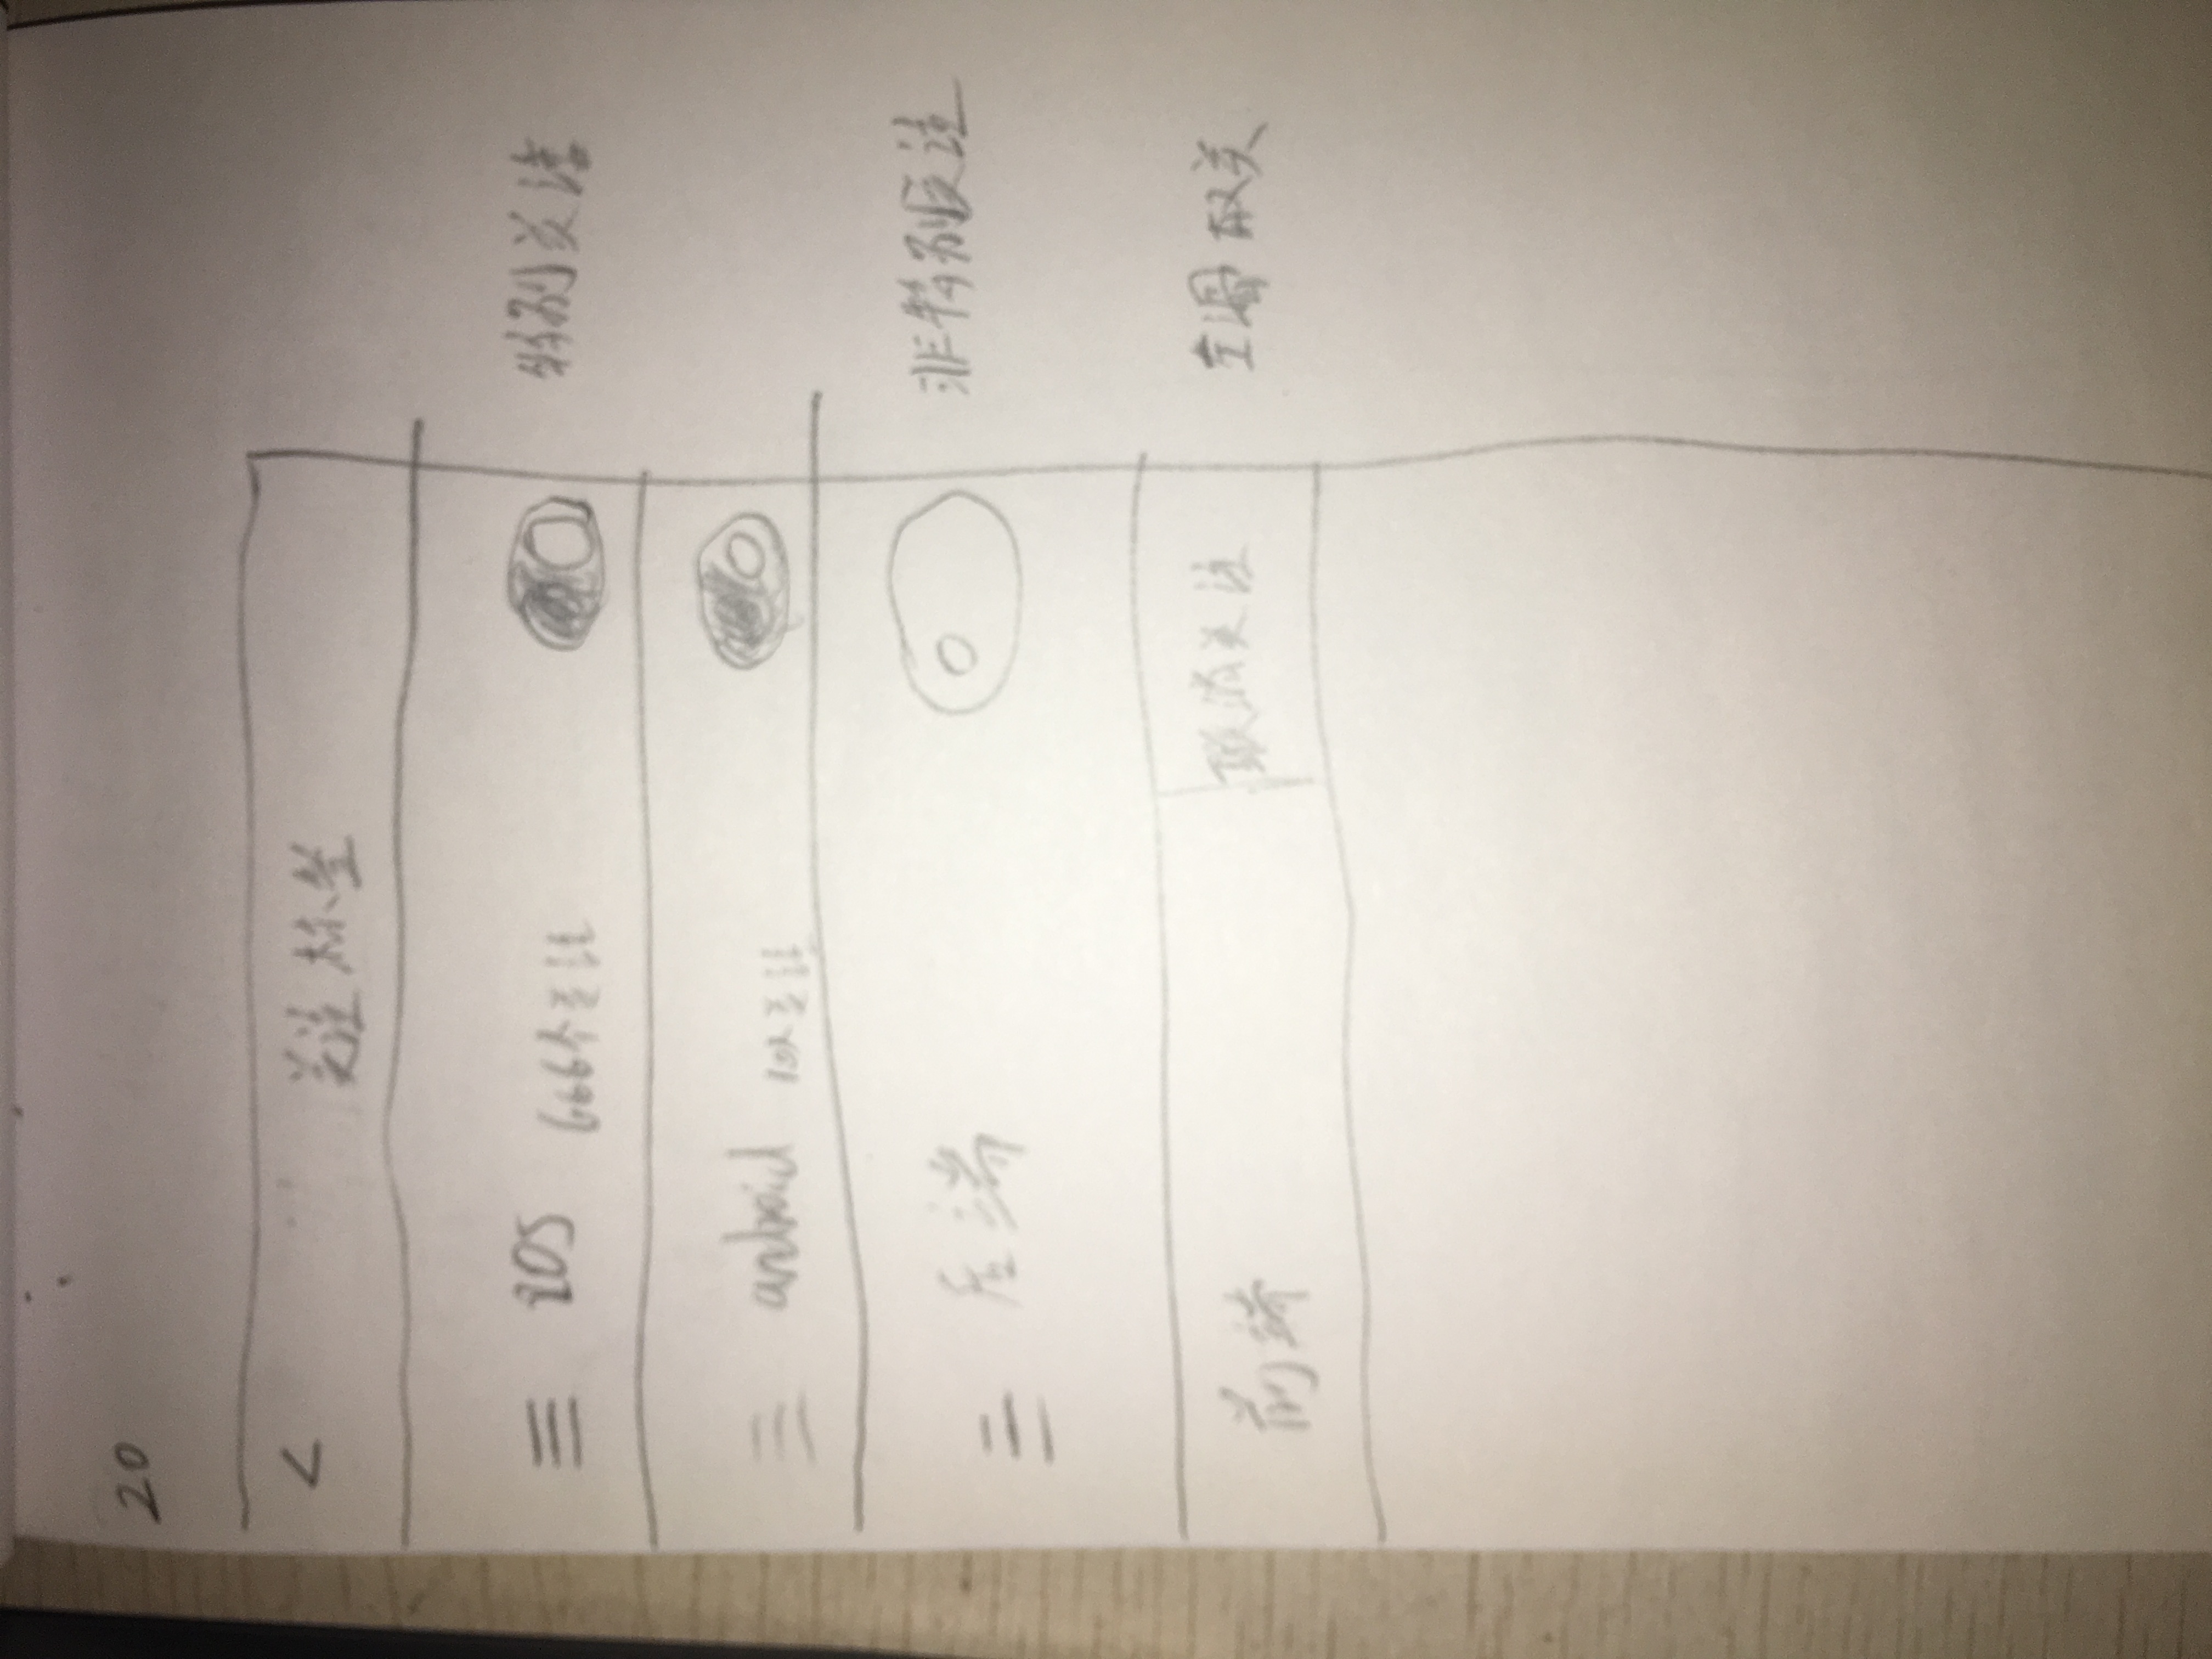 20
< 关注标签
iOS 666个关注 特别关注
android 10人关注
后端 非特别关注
前端 取消关注 左滑取关